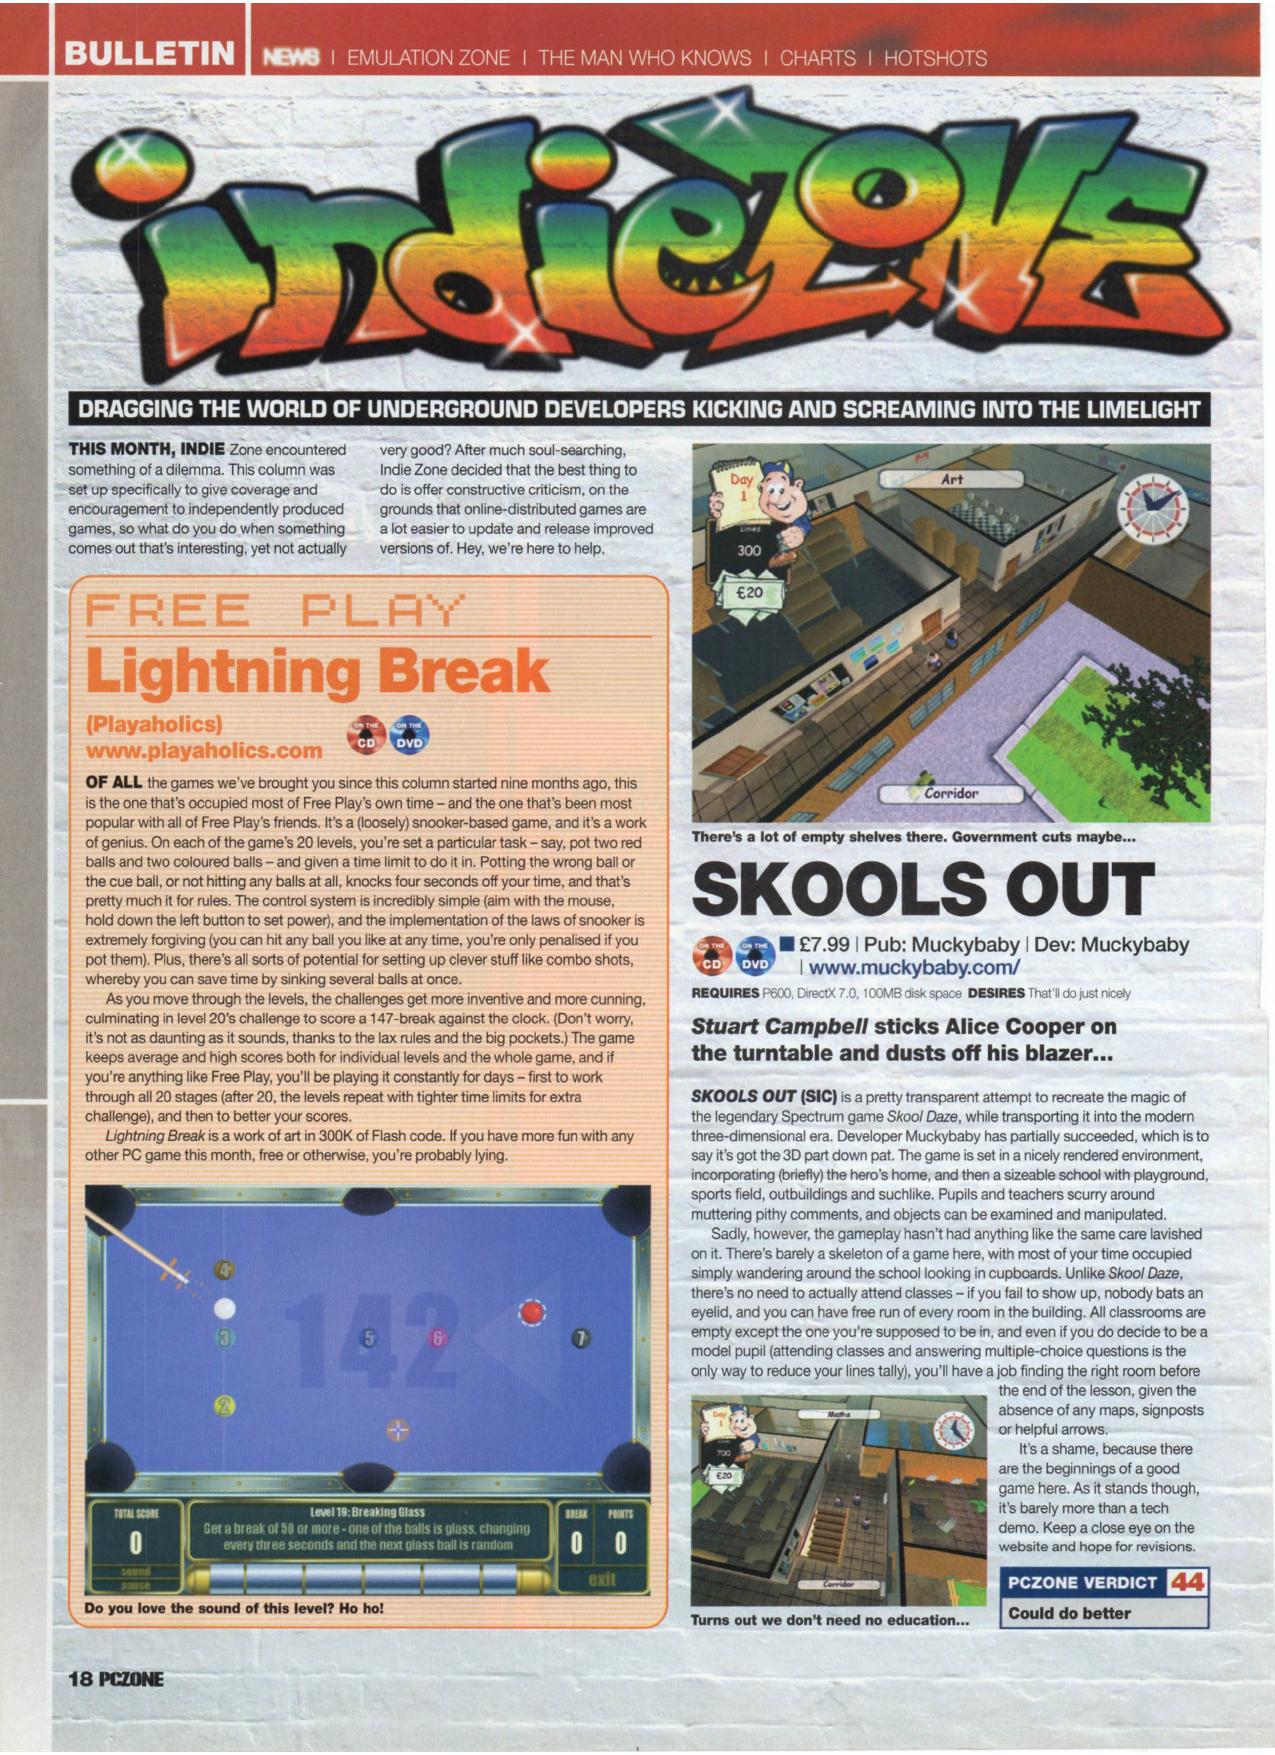 BULLETIN
NEWS | EMULATION ZONE | THE MAN WHO KNOWS | CHARTS | HOTSHOTS
indieZONE
DRAGGING THE WORLD OF UNDERGROUND DEVELOPERS KICKING AND SCREAMING INTO THE LIMELIGHT
THIS MONTH, INDIE Zone encountered
something of a dilemma. This column was
set up specifically to give coverage and
encouragement to independently produced
games, so what do you do when something
comes out that's interesting, yet not actually
very good? After much soul-searching,
Indie Zone decided that the best thing to
do is offer constructive criticism, on the
grounds that online-distributed games are
a lot easier to update and release improved
versions of. Hey, we're here to help.
FREE PLAY
Lightning Break
(Playaholics)
www.playaholics.com
ON THE CD
ON THE DVD
OF ALL the games we've brought you since this column started nine months ago, this
is the one that's occupied most of Free Play's own time – and the one that's been most
popular with all of Free Play's friends. It's a (loosely) snooker-based game, and it's a work
of genius. On each of the game's 20 levels, you're set a particular task – say, pot two red
balls and two coloured balls – and given a time limit to do it in. Potting the wrong ball or
the cue ball, or not hitting any balls at all, knocks four seconds off your time, and that's
pretty much it for rules. The control system is incredibly simple (aim with the mouse,
hold down the left button to set power), and the implementation of the laws of snooker is
extremely forgiving (you can hit any ball you like at any time, you're only penalised if you
pot them). Plus, there's all sorts of potential for setting up clever stuff like combo shots,
whereby you can save time by sinking several balls at once.
As you move through the levels, the challenges get more inventive and more cunning,
culminating in level 20's challenge to score a 147-break against the clock. (Don't worry,
it's not as daunting as it sounds, thanks to the lax rules and the big pockets.) The game
keeps average and high scores both for individual levels and the whole game, and if
you're anything like Free Play, you'll be playing it constantly for days – first to work
through all 20 stages (after 20, the levels repeat with tighter time limits for extra
challenge), and then to better your scores.
Lightning Break is a work of art in 300K of Flash code. If you have more fun with any
other PC game this month, free or otherwise, you're probably lying.
4
3
142
5
6
7
2
TOTAL SCORE
0
sound
pause
Level 19: Breaking Glass
Get a break of 50 or more - one of the balls is glass, changing
every three seconds and the next glass ball is random
BREAK POINTS
0 0
exit
Do you love the sound of this level? Ho ho!
Day
1
Lines
300
£20
Art
Corridor
There's a lot of empty shelves there. Government cuts maybe...
SKOOLS OUT
ON THE CD
ON THE DVD
£7.99 | Pub: Muckybaby | Dev: Muckybaby
| www.muckybaby.com/
REQUIRES P600, DirectX 7.0, 100MB disk space DESIRES That'll do just nicely
Stuart Campbell sticks Alice Cooper on
the turntable and dusts off his blazer...
SKOOLS OUT (SIC) is a pretty transparent attempt to recreate the magic of
the legendary Spectrum game Skool Daze, while transporting it into the modern
three-dimensional era. Developer Muckybaby has partially succeeded, which is to
say it's got the 3D part down pat. The game is set in a nicely rendered environment,
incorporating (briefly) the hero's home, and then a sizeable school with playground,
sports field, outbuildings and suchlike. Pupils and teachers scurry around
muttering pithy comments, and objects can be examined and manipulated.
Sadly, however, the gameplay hasn't had anything like the same care lavished
on it. There's barely a skeleton of a game here, with most of your time occupied
simply wandering around the school looking in cupboards. Unlike Skool Daze,
there's no need to actually attend classes – if you fail to show up, nobody bats an
eyelid, and you can have free run of every room in the building. All classrooms are
empty except the one you're supposed to be in, and even if you do decide to be a
model pupil (attending classes and answering multiple-choice questions is the
only way to reduce your lines tally), you'll have a job finding the right room before
the end of the lesson, given the
absence of any maps, signposts
or helpful arrows.
It's a shame, because there
are the beginnings of a good
game here. As it stands though,
it's barely more than a tech
demo. Keep a close eye on the
website and hope for revisions.
Day
1
Lines
700
£20
Maths
Corridor
Turns out we don't need no education...
PCZONE VERDICT 44
Could do better
18 PCZONE